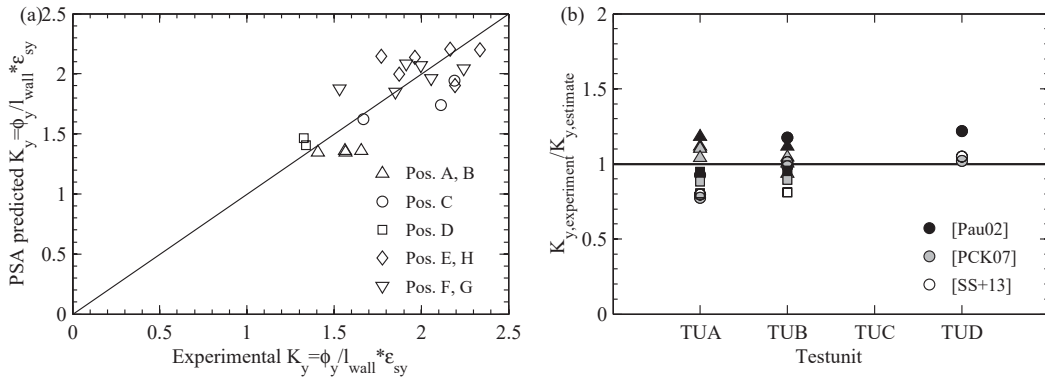 (a)
2.5
2
1.5
1
0.5
0
PSA predicted K_y=ϕ_y/l_wall*ε_sy
0 0.5 1 1.5 2 2.5
Experimental K_y=ϕ_y/l_wall*ε_sy
Pos. A, B
Pos. C
Pos. D
Pos. E, H
Pos. F, G
(b)
2
1.5
1
0.5
0
K_y,experiment/K_y,estimate
TUA TUB TUC TUD
Testunit
[Pau02]
[PCK07]
[SS+13]